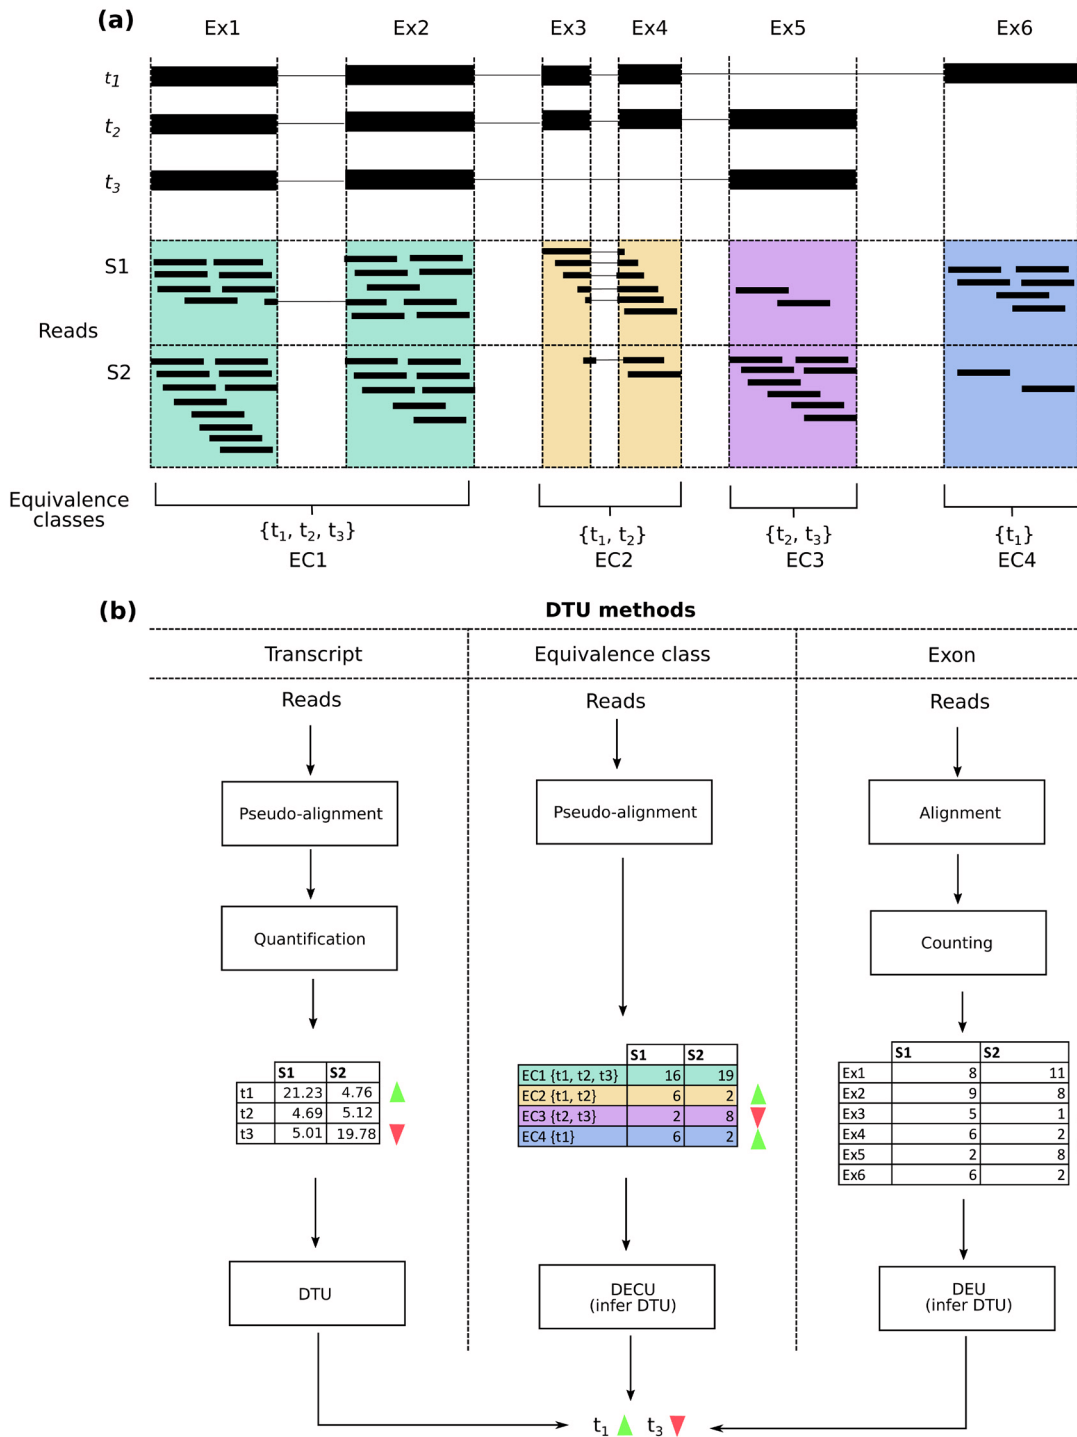 (a)
Ex1 Ex2 Ex3 Ex4 Ex5 Ex6
t1
t2
t3
S1
Reads
S2
Equivalence
classes
{t1, t2, t3} {t1, t2} {t2, t3} {t1}
EC1 EC2 EC3 EC4
(b)
DTU methods
Transcript Equivalence class Exon
Reads Reads Reads
Pseudo-alignment Pseudo-alignment Alignment
Quantification Counting
S1 S2
t1 21.23 4.76
t2 4.69 5.12
t3 5.01 19.78
S1 S2
EC1 {t1, t2, t3} 16 19
EC2 {t1, t2} 6 2
EC3 {t2, t3} 2 8
EC4 {t1} 6 2
S1 S2
Ex1 8 11
Ex2 9 8
Ex3 5 1
Ex4 6 2
Ex5 2 8
Ex6 6 2
DTU
DECU
(infer DTU)
DEU
(infer DTU)
t1 t3